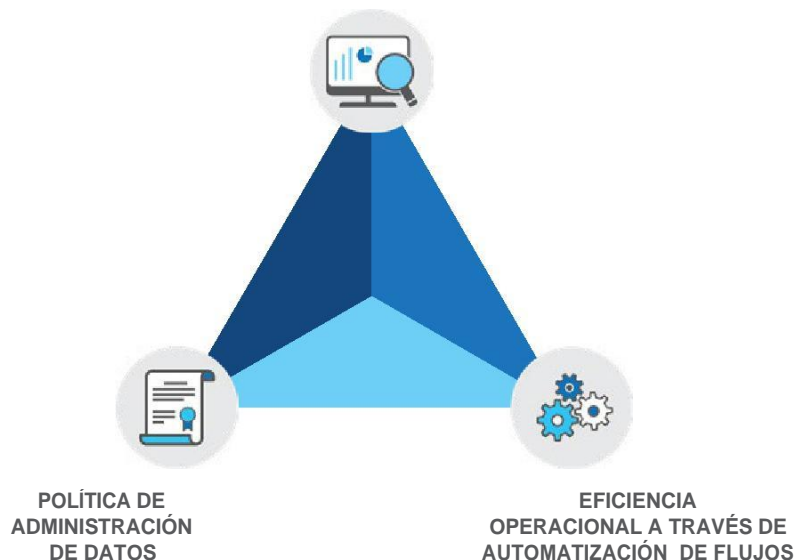 POLÍTICA DE
ADMINISTRACIÓN
DE DATOS
EFICIENCIA
OPERACIONAL A TRAVÉS DE
AUTOMATIZACIÓN DE FLUJOS